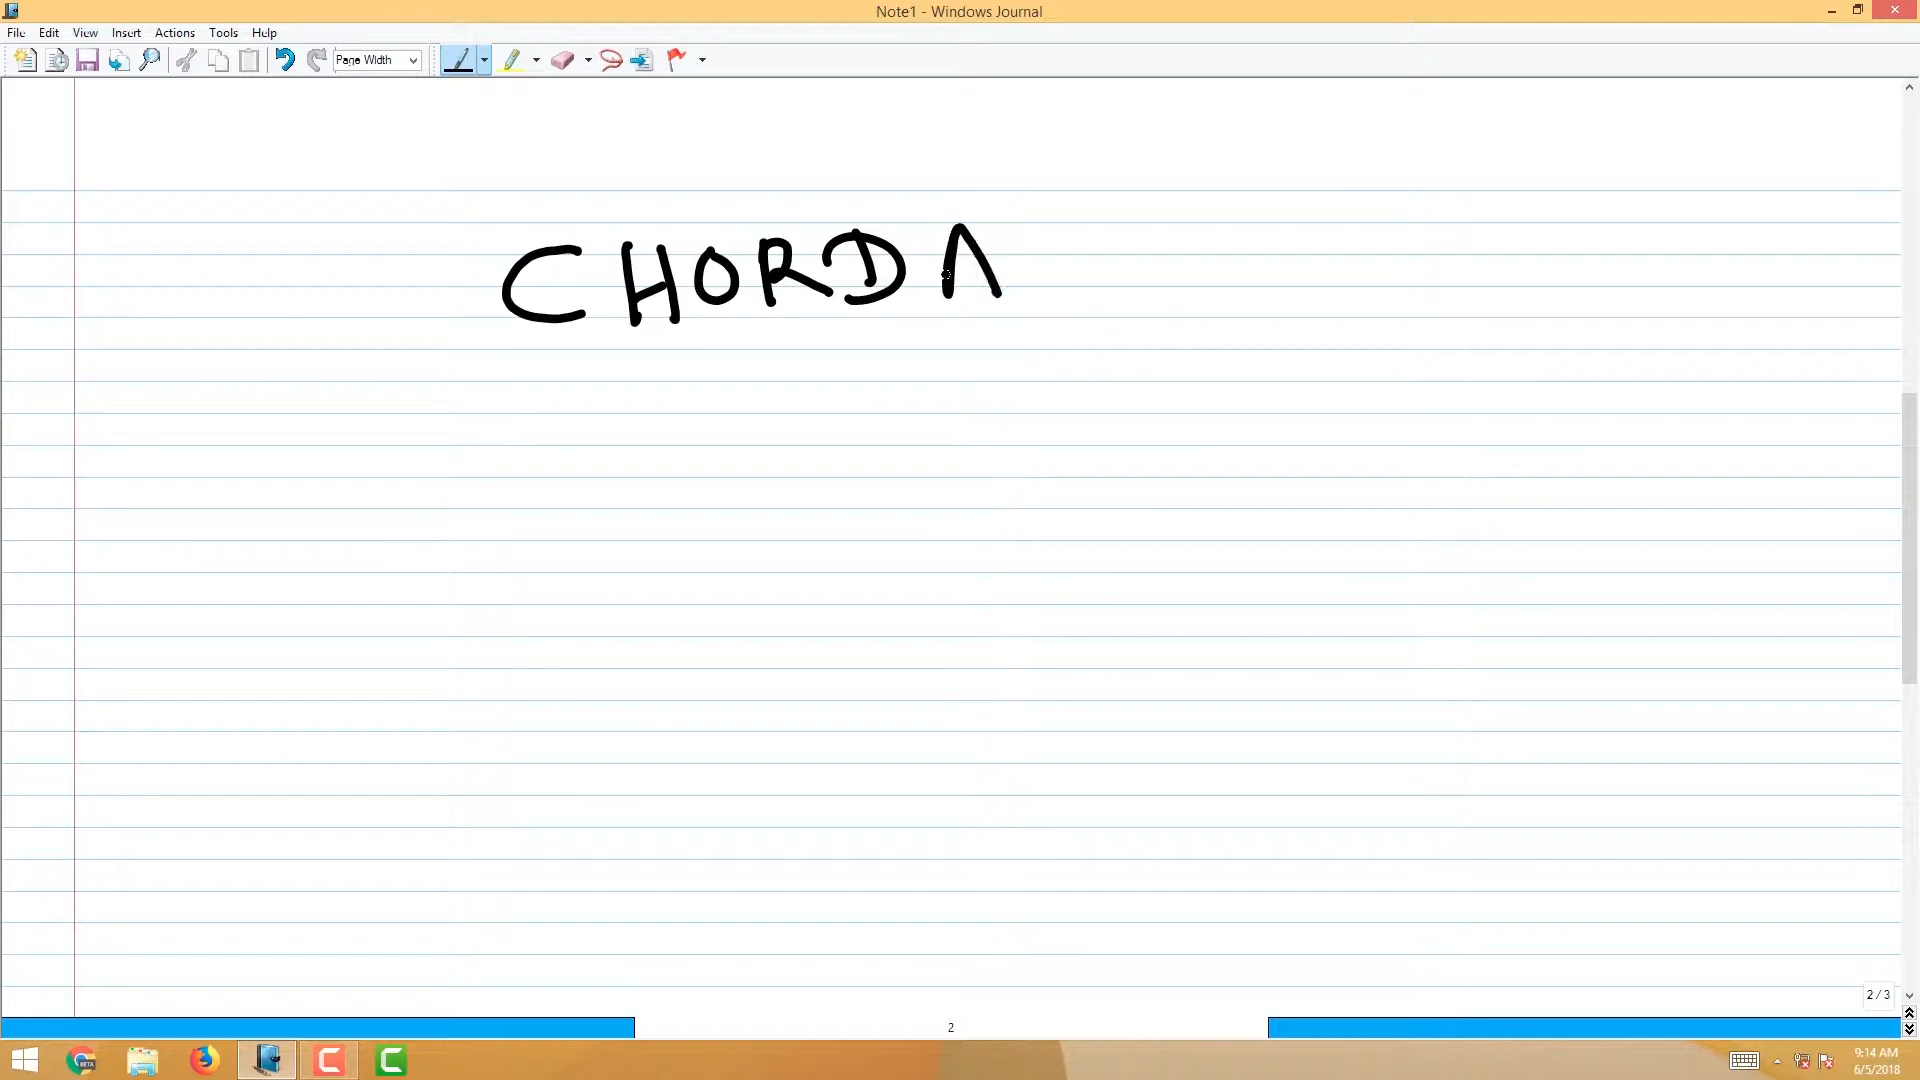 Note1 - Windows Journal
File Edit View Insert Actions Tools Help
Page Width
CHORDA
2 / 3
2
BETA
9:14 AM
6/5/2018